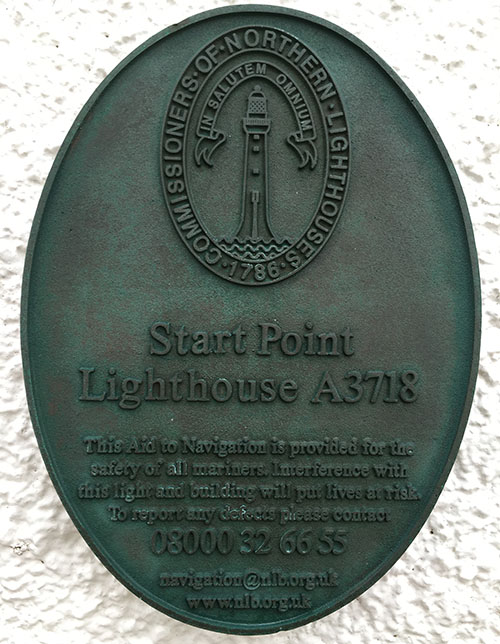 COMMISSIONERS·OF·NORTHERN·LIGHTHOUSES
IN SALUTEM OMNIUM
·1786·
Start Point
Lighthouse A3718
This Aid to Navigation is provided for the
safety of all mariners. Interference with
this light and building will put lives at risk
To report any defects please contact
08000 32 66 55
navigation@nlb.org.uk
www.nlb.org.uk